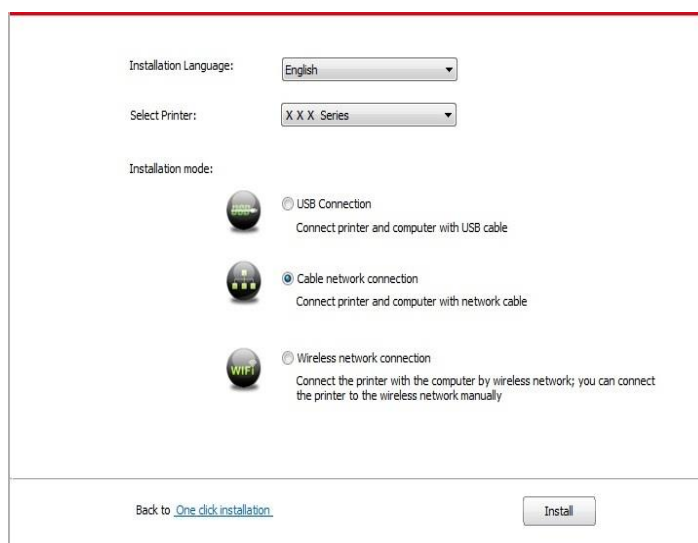 Installation Language:
English
Select Printer:
X X X Series
Installation mode:
USB
USB Connection
Connect printer and computer with USB cable
Cable network connection
Connect printer and computer with network cable
WiFi
Wireless network connection
Connect the printer with the computer by wireless network; you can connect
the printer to the wireless network manually
Back to One click installation
Install